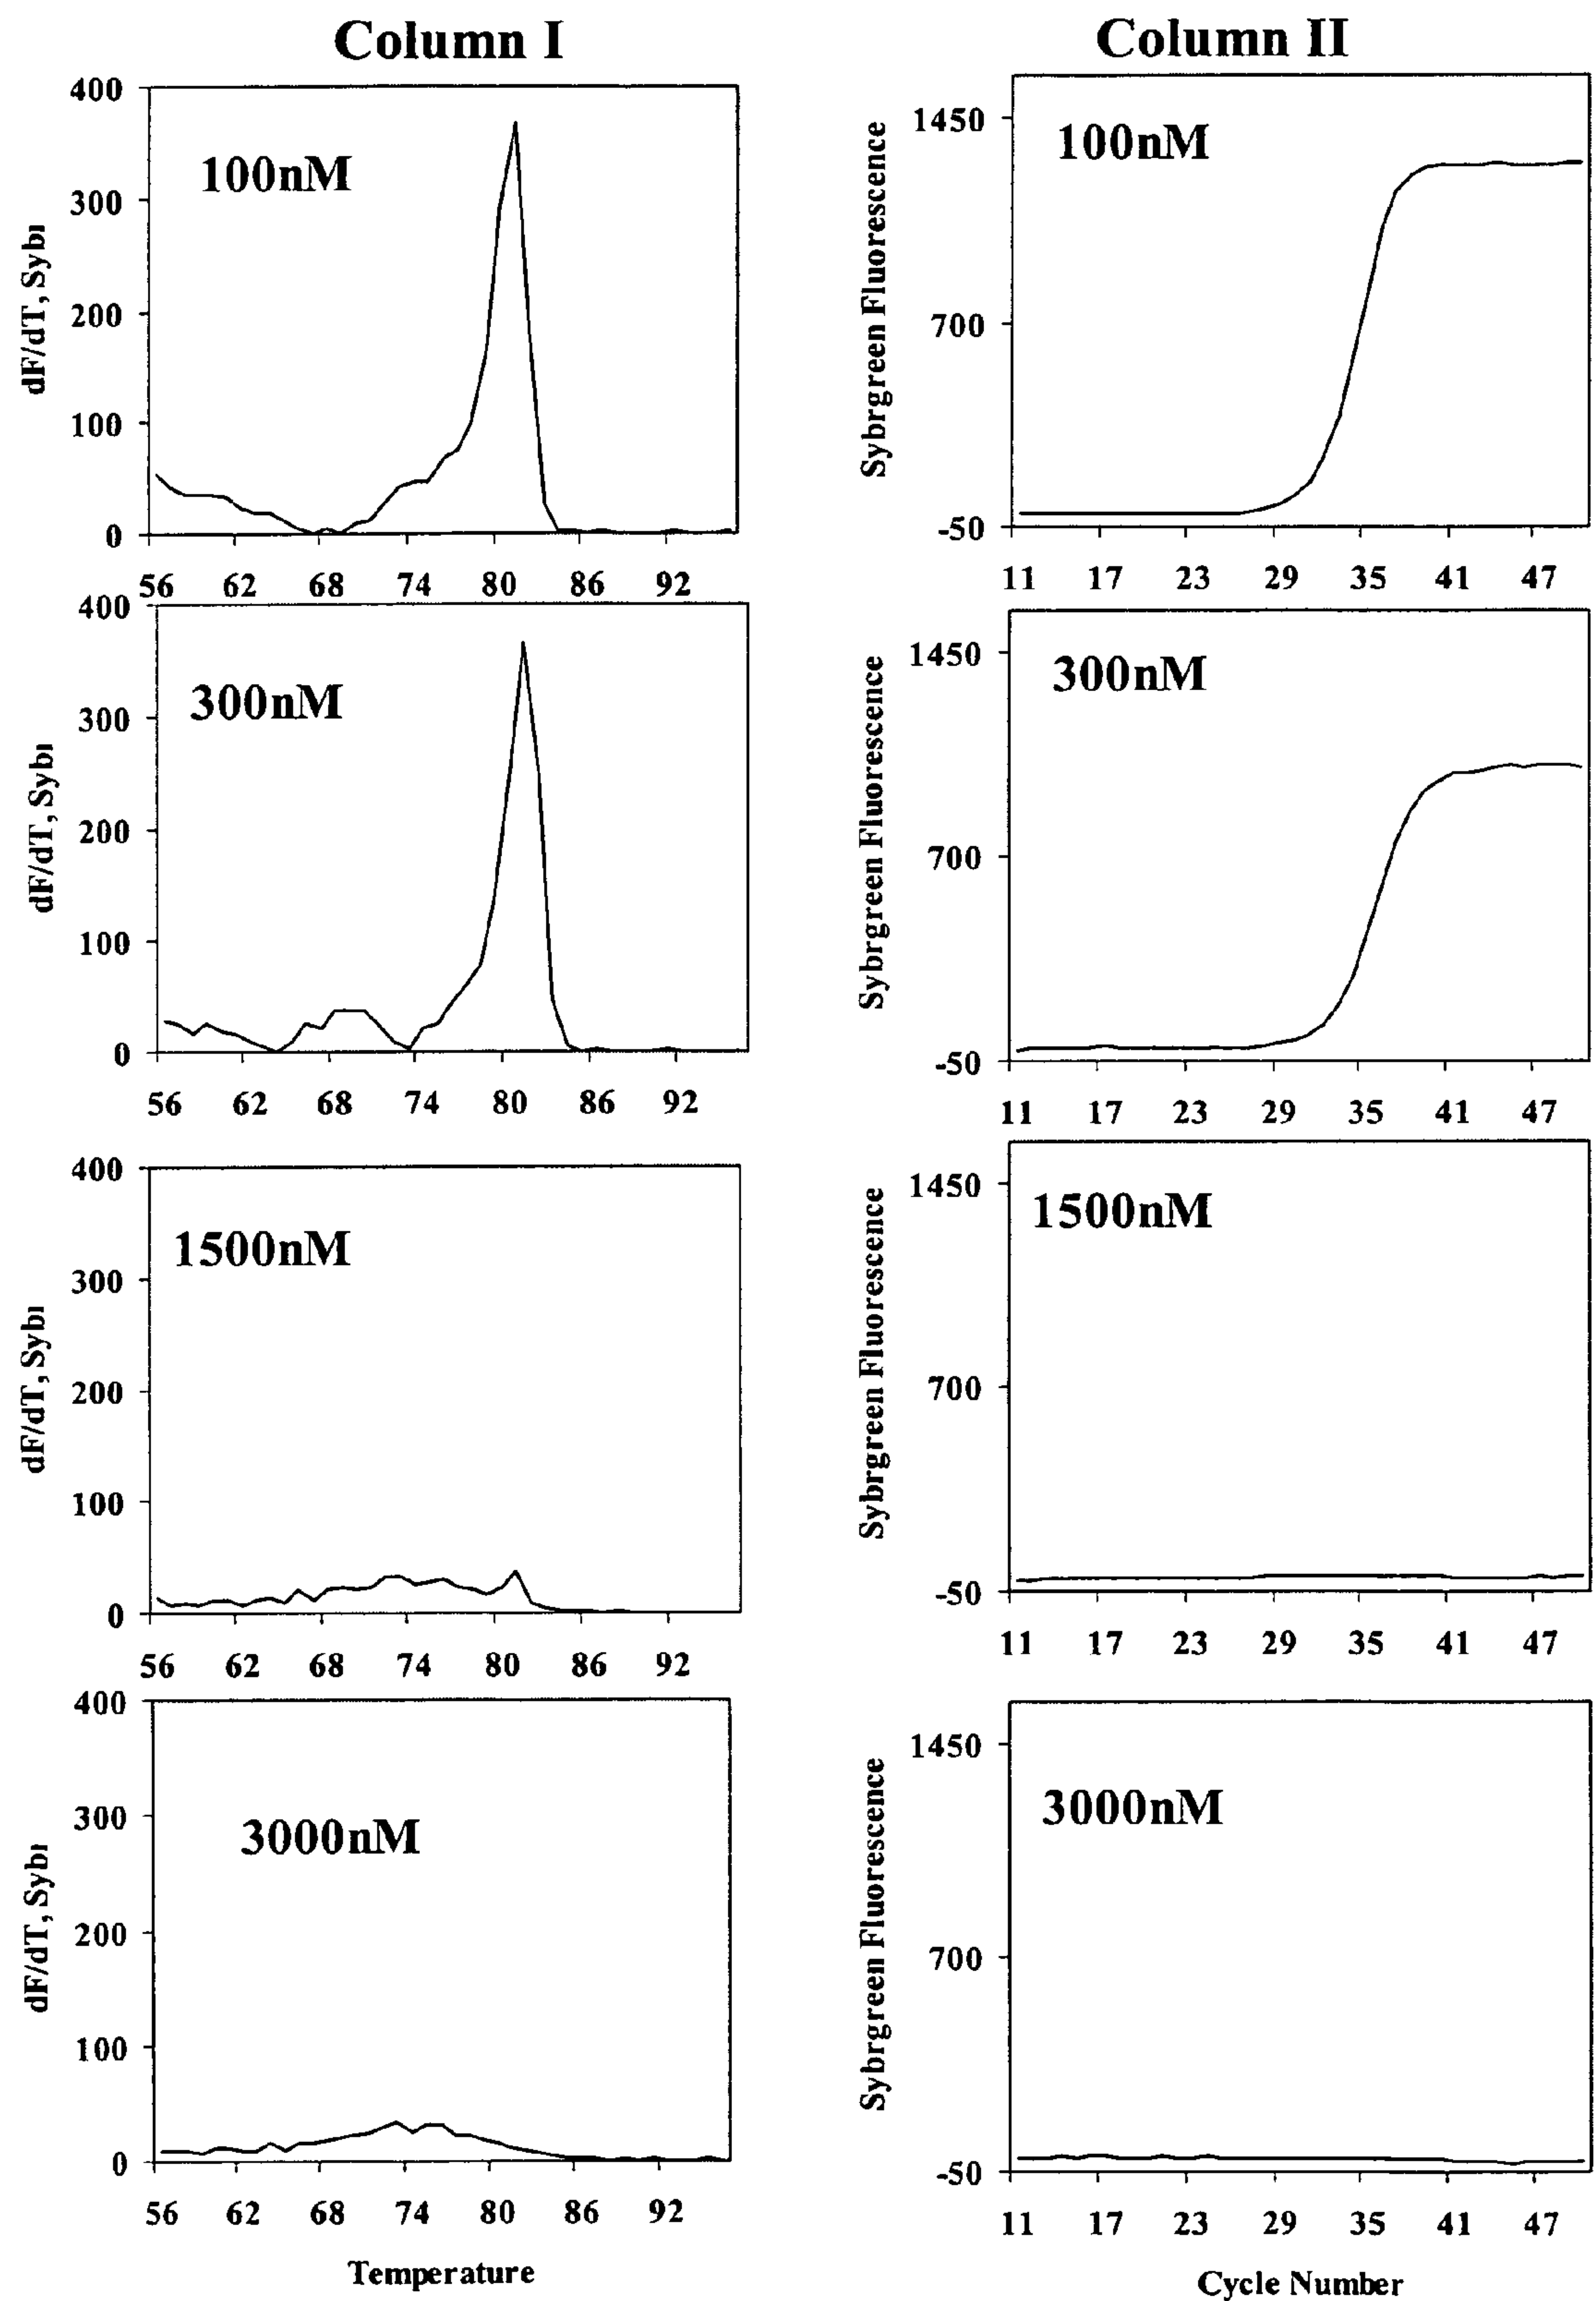 Column I
Column II
400
300
200
100
0
dF/dT, Sybr
100nM
56 62 68 74 80 86 92
1450
700
-50
Sybrgreen Fluorescence
100nM
11 17 23 29 35 41 47
400
300
200
100
0
dF/dT, Sybr
300nM
56 62 68 74 80 86 92
1450
700
-50
Sybrgreen Fluorescence
300nM
11 17 23 29 35 41 47
400
300
200
100
0
dF/dT, Sybr
1500nM
56 62 68 74 80 86 92
1450
700
-50
Sybrgreen Fluorescence
1500nM
11 17 23 29 35 41 47
400
300
200
100
0
dF/dT, Sybr
3000nM
56 62 68 74 80 86 92
Temperature
1450
700
-50
Sybrgreen Fluorescence
3000nM
11 17 23 29 35 41 47
Cycle Number